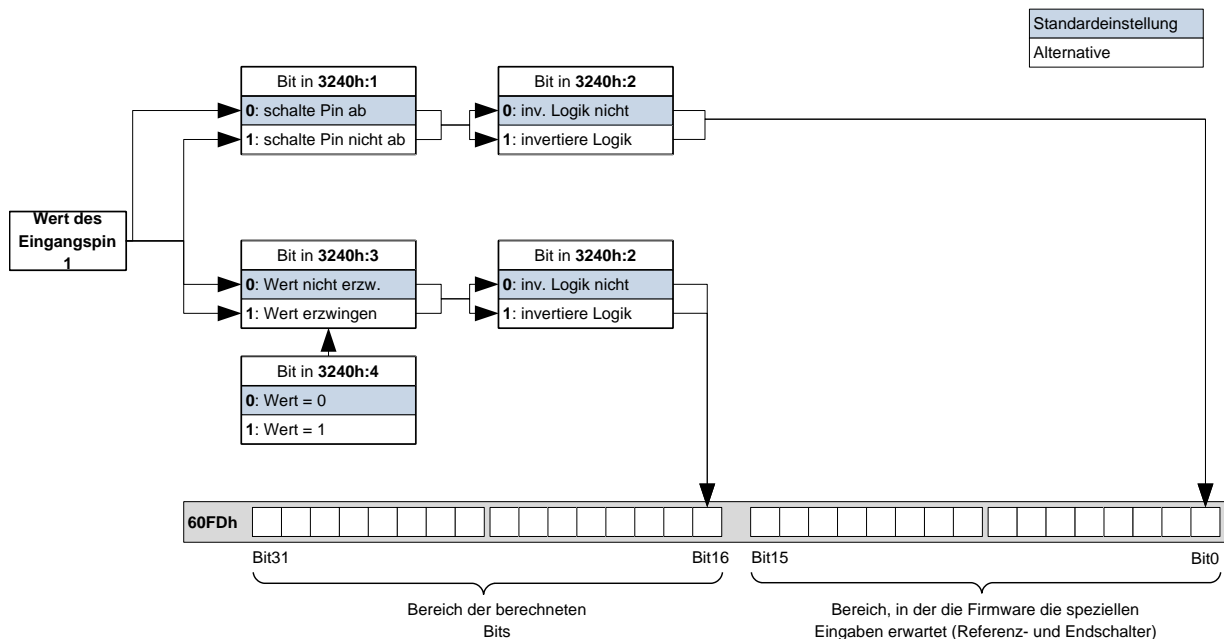 Standardeinstellung
Alternative
Bit in 3240h:1
0: schalte Pin ab
1: schalte Pin nicht ab
Bit in 3240h:2
0: inv. Logik nicht
1: invertiere Logik
Wert des
Eingangspin
1
Bit in 3240h:3
0: Wert nicht erzw.
1: Wert erzwingen
Bit in 3240h:2
0: inv. Logik nicht
1: invertiere Logik
Bit in 3240h:4
0: Wert = 0
1: Wert = 1
60FDh
Bit31
Bit16
Bit15
Bit0
Bereich der berechneten
Bits
Bereich, in der die Firmware die speziellen
Eingaben erwartet (Referenz- und Endschalter)